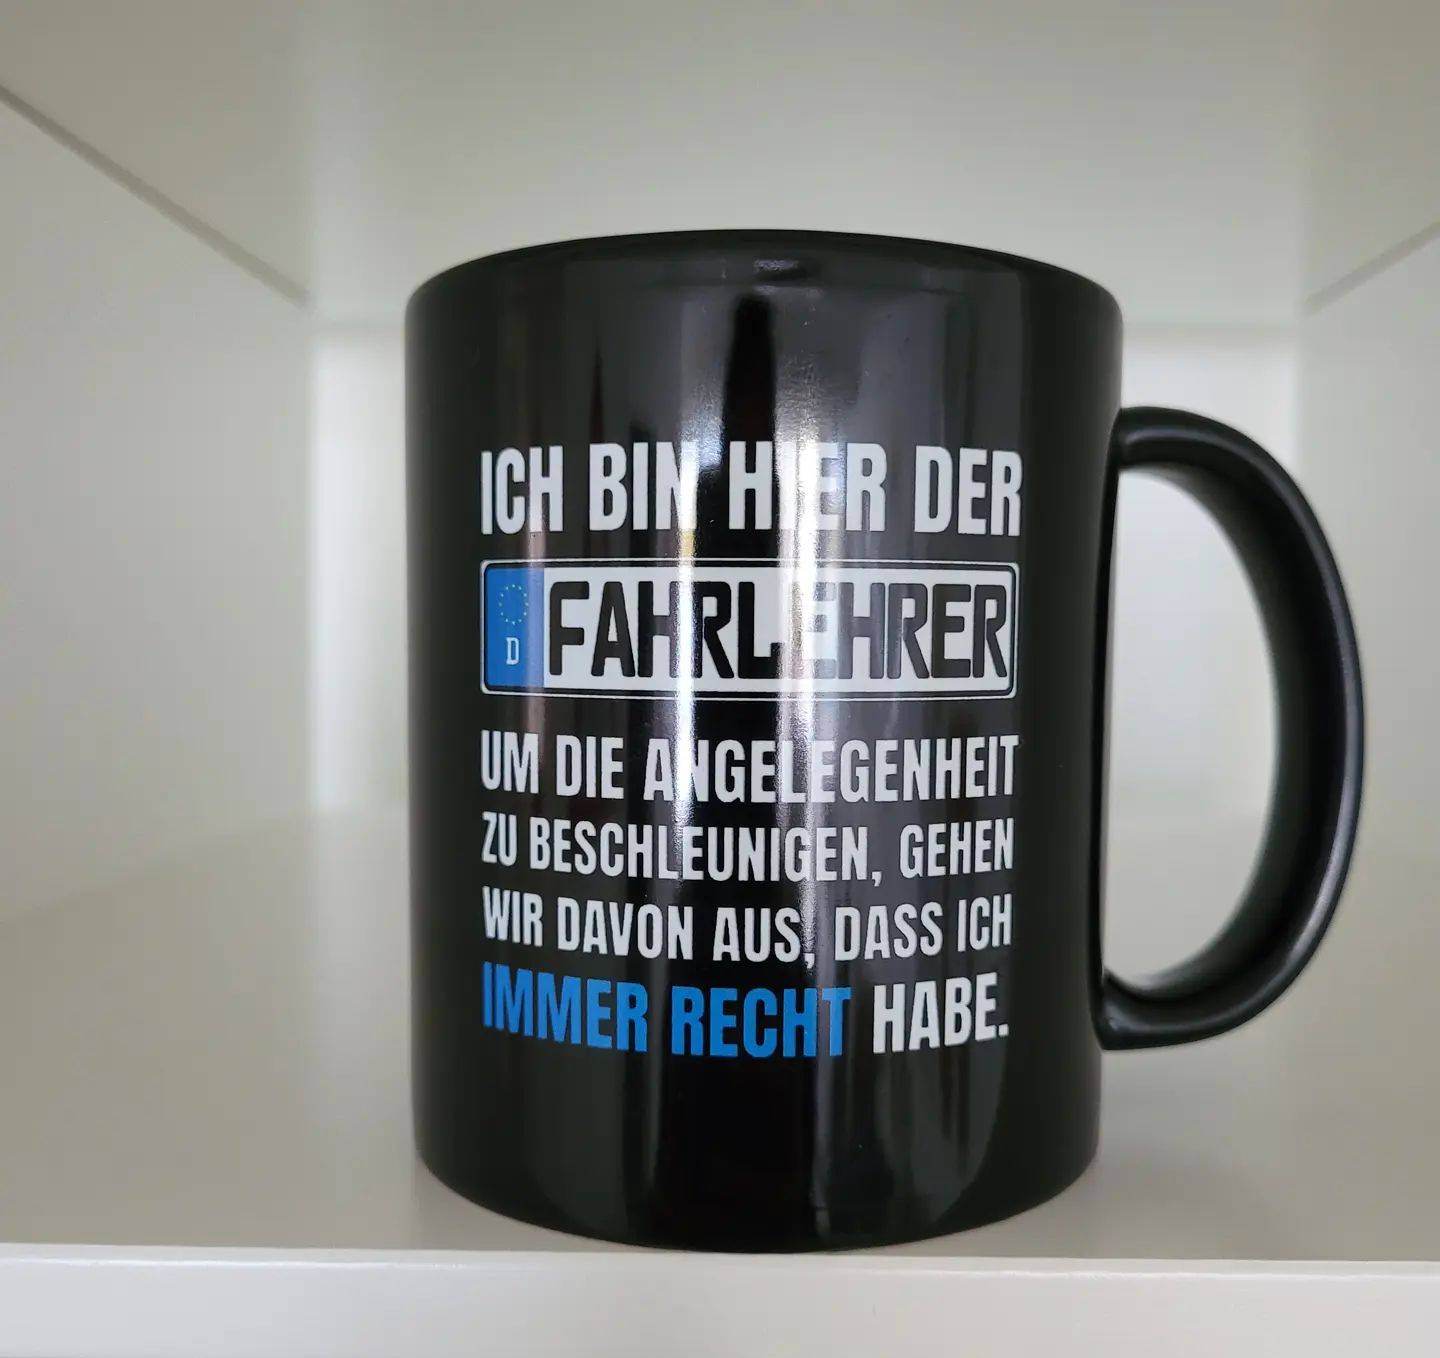 ICH BIN HIER DER
D FAHRLEHRER
UM DIE ANGELEGENHEIT
ZU BESCHLEUNIGEN, GEHEN
WIR DAVON AUS, DASS ICH
IMMER RECHT HABE.